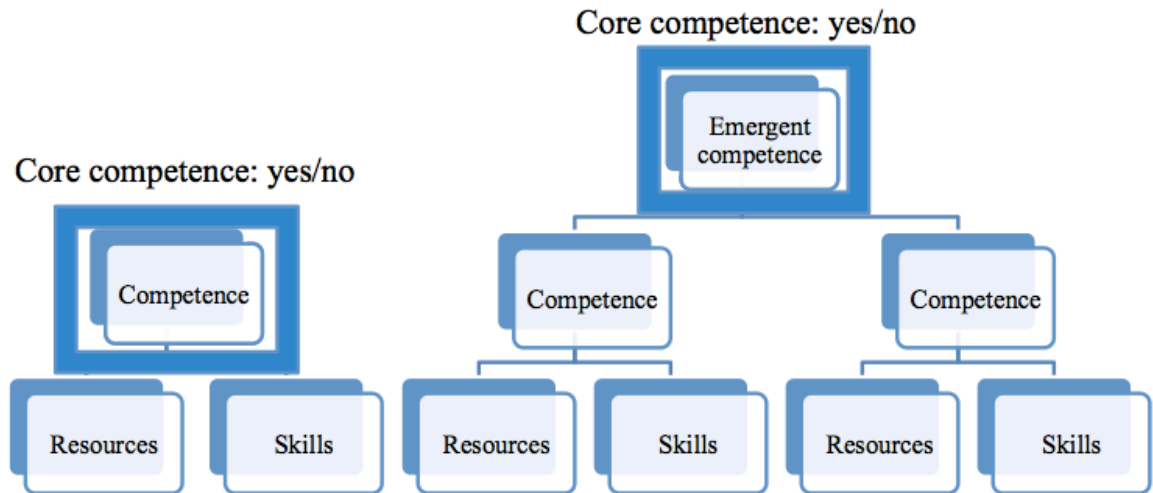 Core competence: yes/no
Emergent
competence
Core competence: yes/no
Competence
Competence
Competence
Resources
Skills
Resources
Skills
Resources
Skills